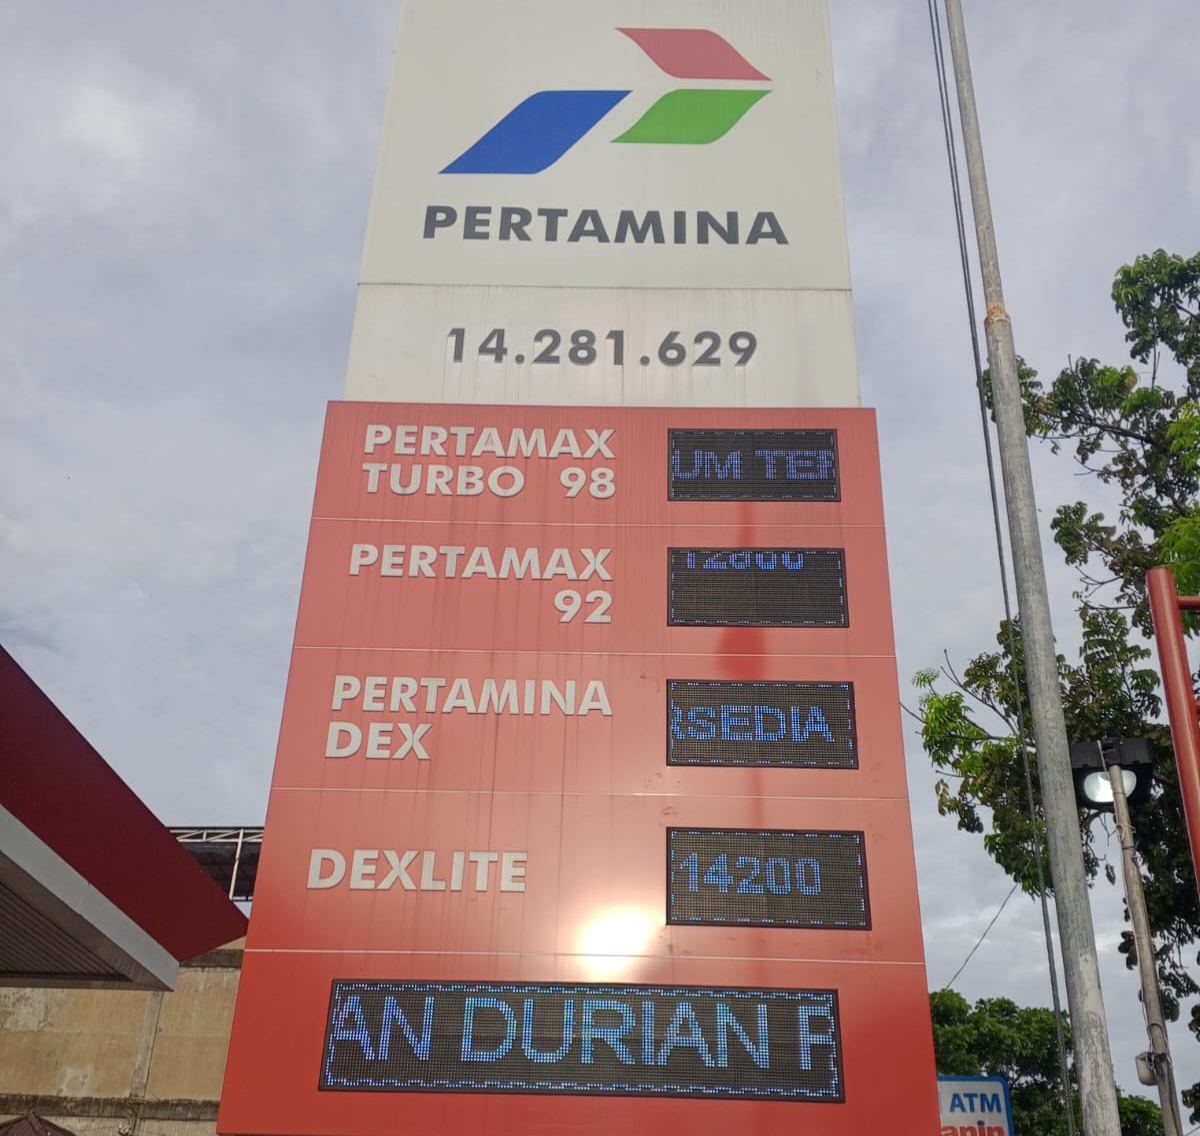 PERTAMINA
14.281.629
PERTAMAX
TURBO 98
UM TER
PERTAMAX
92
12800
PERTAMINA
DEX
RSEDIA
DEXLITE
14200
AN DURIAN P
ATM